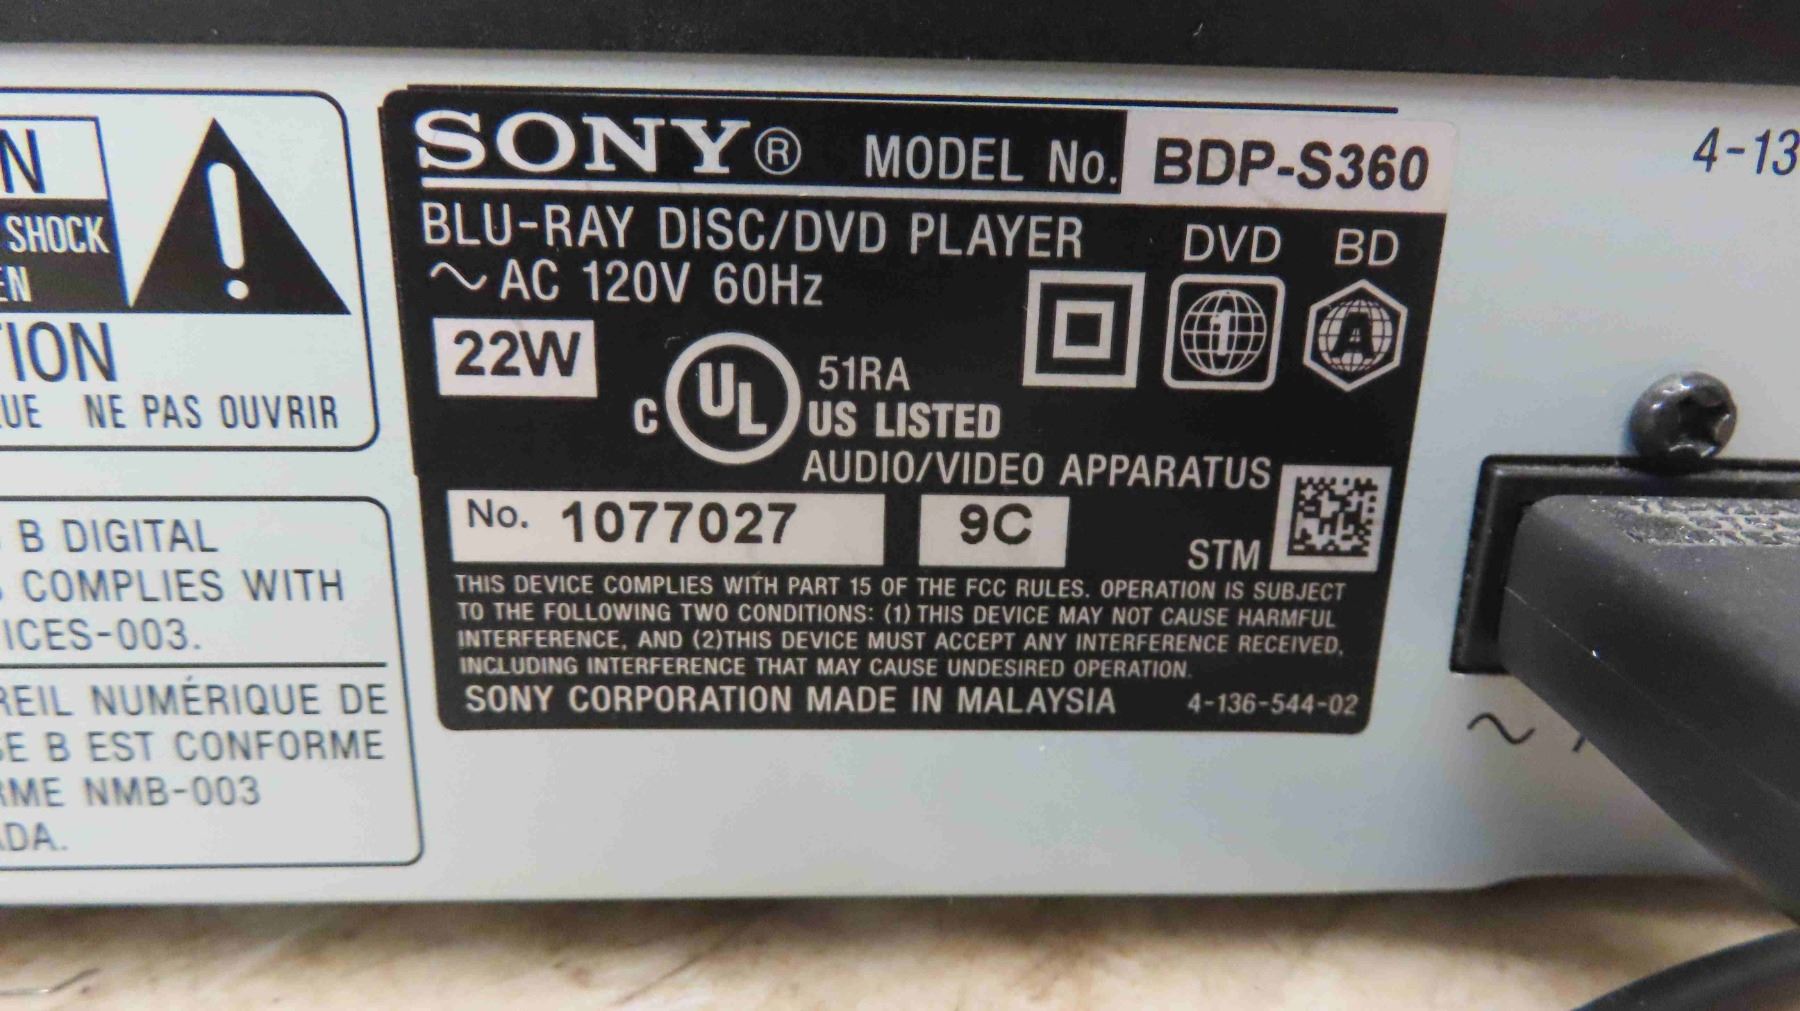 N
SHOCK
EN
TION
UE NE PAS OUVRIR
B DIGITAL
COMPLIES WITH
ICES-003.
REIL NUMÉRIQUE DE
SE B EST CONFORME
RME NMB-003
ADA.
SONY® MODEL No. BDP-S360
BLU-RAY DISC/DVD PLAYER
DVD BD
~ AC 120V 60Hz
22W
C UL US LISTED
51RA
AUDIO/VIDEO APPARATUS
No. 1077027 9C
STM
THIS DEVICE COMPLIES WITH PART 15 OF THE FCC RULES. OPERATION IS SUBJECT
TO THE FOLLOWING TWO CONDITIONS: (1) THIS DEVICE MAY NOT CAUSE HARMFUL
INTERFERENCE, AND (2)THIS DEVICE MUST ACCEPT ANY INTERFERENCE RECEIVED,
INCLUDING INTERFERENCE THAT MAY CAUSE UNDESIRED OPERATION.
SONY CORPORATION MADE IN MALAYSIA 4-136-544-02
4-13
~